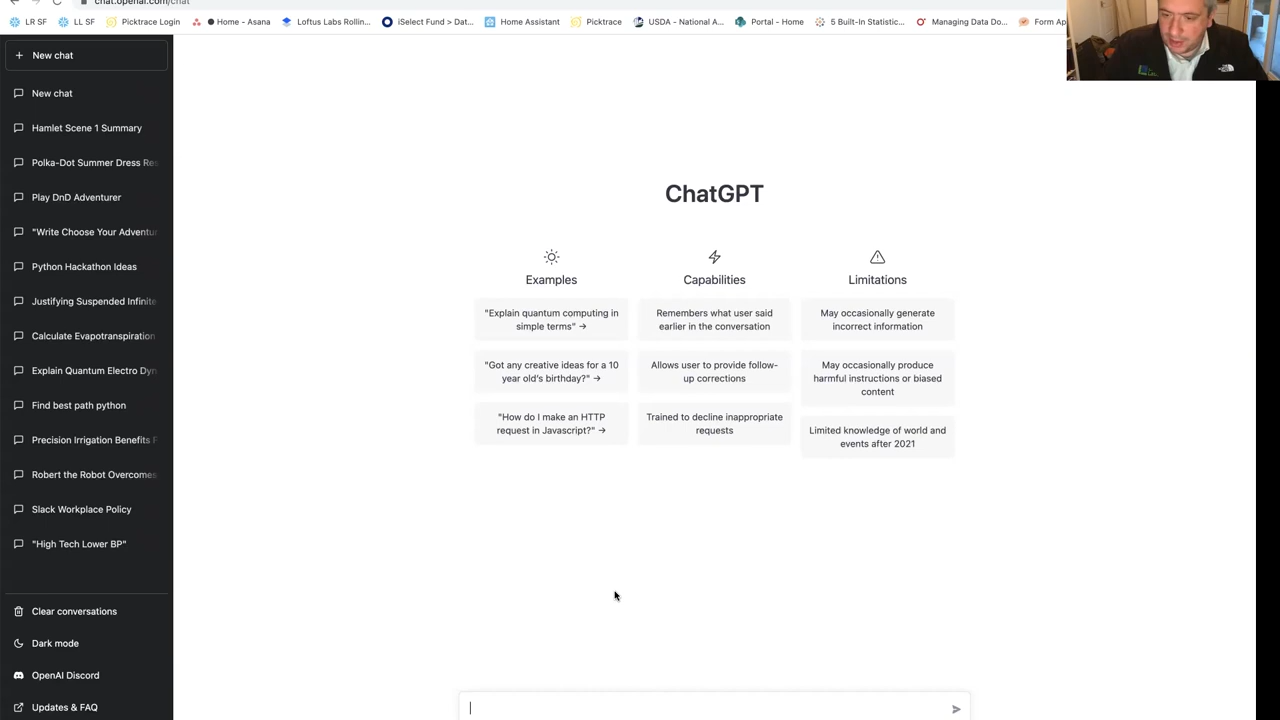 chat.openai.com/chat
LR SF
LL SF
Picktrace Login
Home - Asana
Loftus Labs Rollin...
iSelect Fund > Dat...
Home Assistant
Picktrace
USDA - National A...
Portal - Home
5 Built-In Statistic...
Managing Data Do...
Form Ap
New chat
New chat
Hamlet Scene 1 Summary
Polka-Dot Summer Dress Res
Play DnD Adventurer
"Write Choose Your Adventu
Python Hackathon Ideas
Justifying Suspended Infinite
Calculate Evapotranspiration
Explain Quantum Electro Dyn
Find best path python
Precision Irrigation Benefits F
Robert the Robot Overcomes
Slack Workplace Policy
"High Tech Lower BP"
Clear conversations
Dark mode
OpenAI Discord
Updates & FAQ
ChatGPT
Examples
"Explain quantum computing in
simple terms" →
"Got any creative ideas for a 10
year old's birthday?" →
"How do I make an HTTP
request in Javascript?" →
Capabilities
Remembers what user said
earlier in the conversation
Allows user to provide follow-
up corrections
Trained to decline inappropriate
requests
Limitations
May occasionally generate
incorrect information
May occasionally produce
harmful instructions or biased
content
Limited knowledge of world and
events after 2021